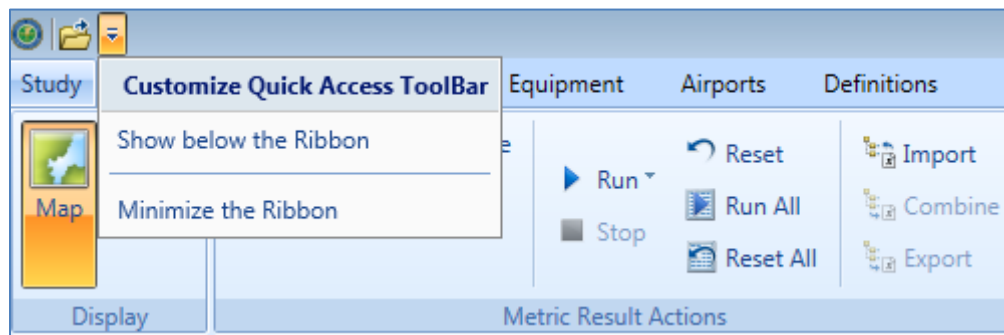 Study
Customize Quick Access ToolBar
Equipment
Airports
Definitions
Show below the Ribbon
Minimize the Ribbon
Map
Run
Stop
Reset
Run All
Reset All
Import
Combine
Export
Display
Metric Result Actions